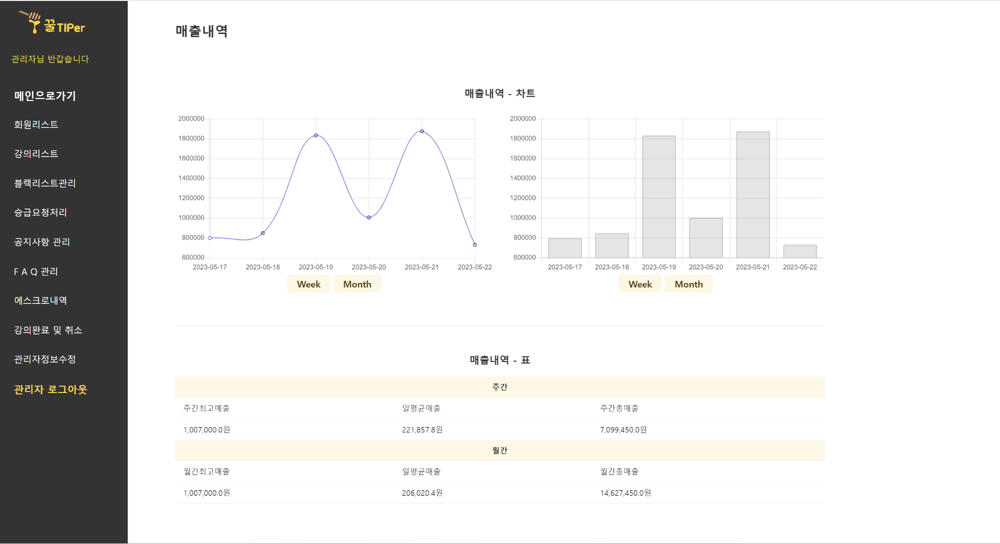 꿀TIPer
관리자님 반갑습니다
메인으로가기
회원리스트
강의리스트
블랙리스트관리
승급요청처리
공지사항 관리
F A Q 관리
에스크로내역
강의완료 및 취소
관리자정보수정
관리자 로그아웃
매출내역
매출내역 - 차트
2000000
1800000
1600000
1400000
1200000
1000000
800000
600000
2023-05-17 2023-05-18 2023-05-19 2023-05-20 2023-05-21 2023-05-22
Week Month
2000000
1800000
1600000
1400000
1200000
1000000
800000
600000
2023-05-17 2023-05-18 2023-05-19 2023-05-20 2023-05-21 2023-05-22
Week Month
매출내역 - 표
주간
주간최고매출 일평균매출 주간총매출
1,007,000.0원 221,857.8원 7,099,450.0원
월간
월간최고매출 일평균매출 월간총매출
1,007,000.0원 206,020.4원 14,627,450.0원